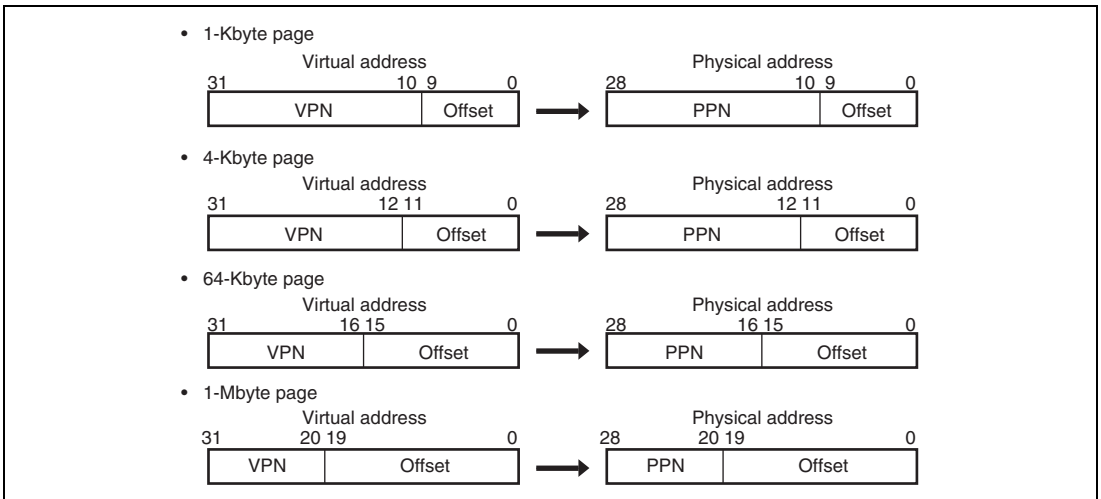 • 1-Kbyte page
Virtual address Physical address
31 10 9 0 28 10 9 0
VPN Offset PPN Offset
• 4-Kbyte page
Virtual address Physical address
31 12 11 0 28 12 11 0
VPN Offset PPN Offset
• 64-Kbyte page
Virtual address Physical address
31 16 15 0 28 16 15 0
VPN Offset PPN Offset
• 1-Mbyte page
Virtual address Physical address
31 20 19 0 28 20 19 0
VPN Offset PPN Offset